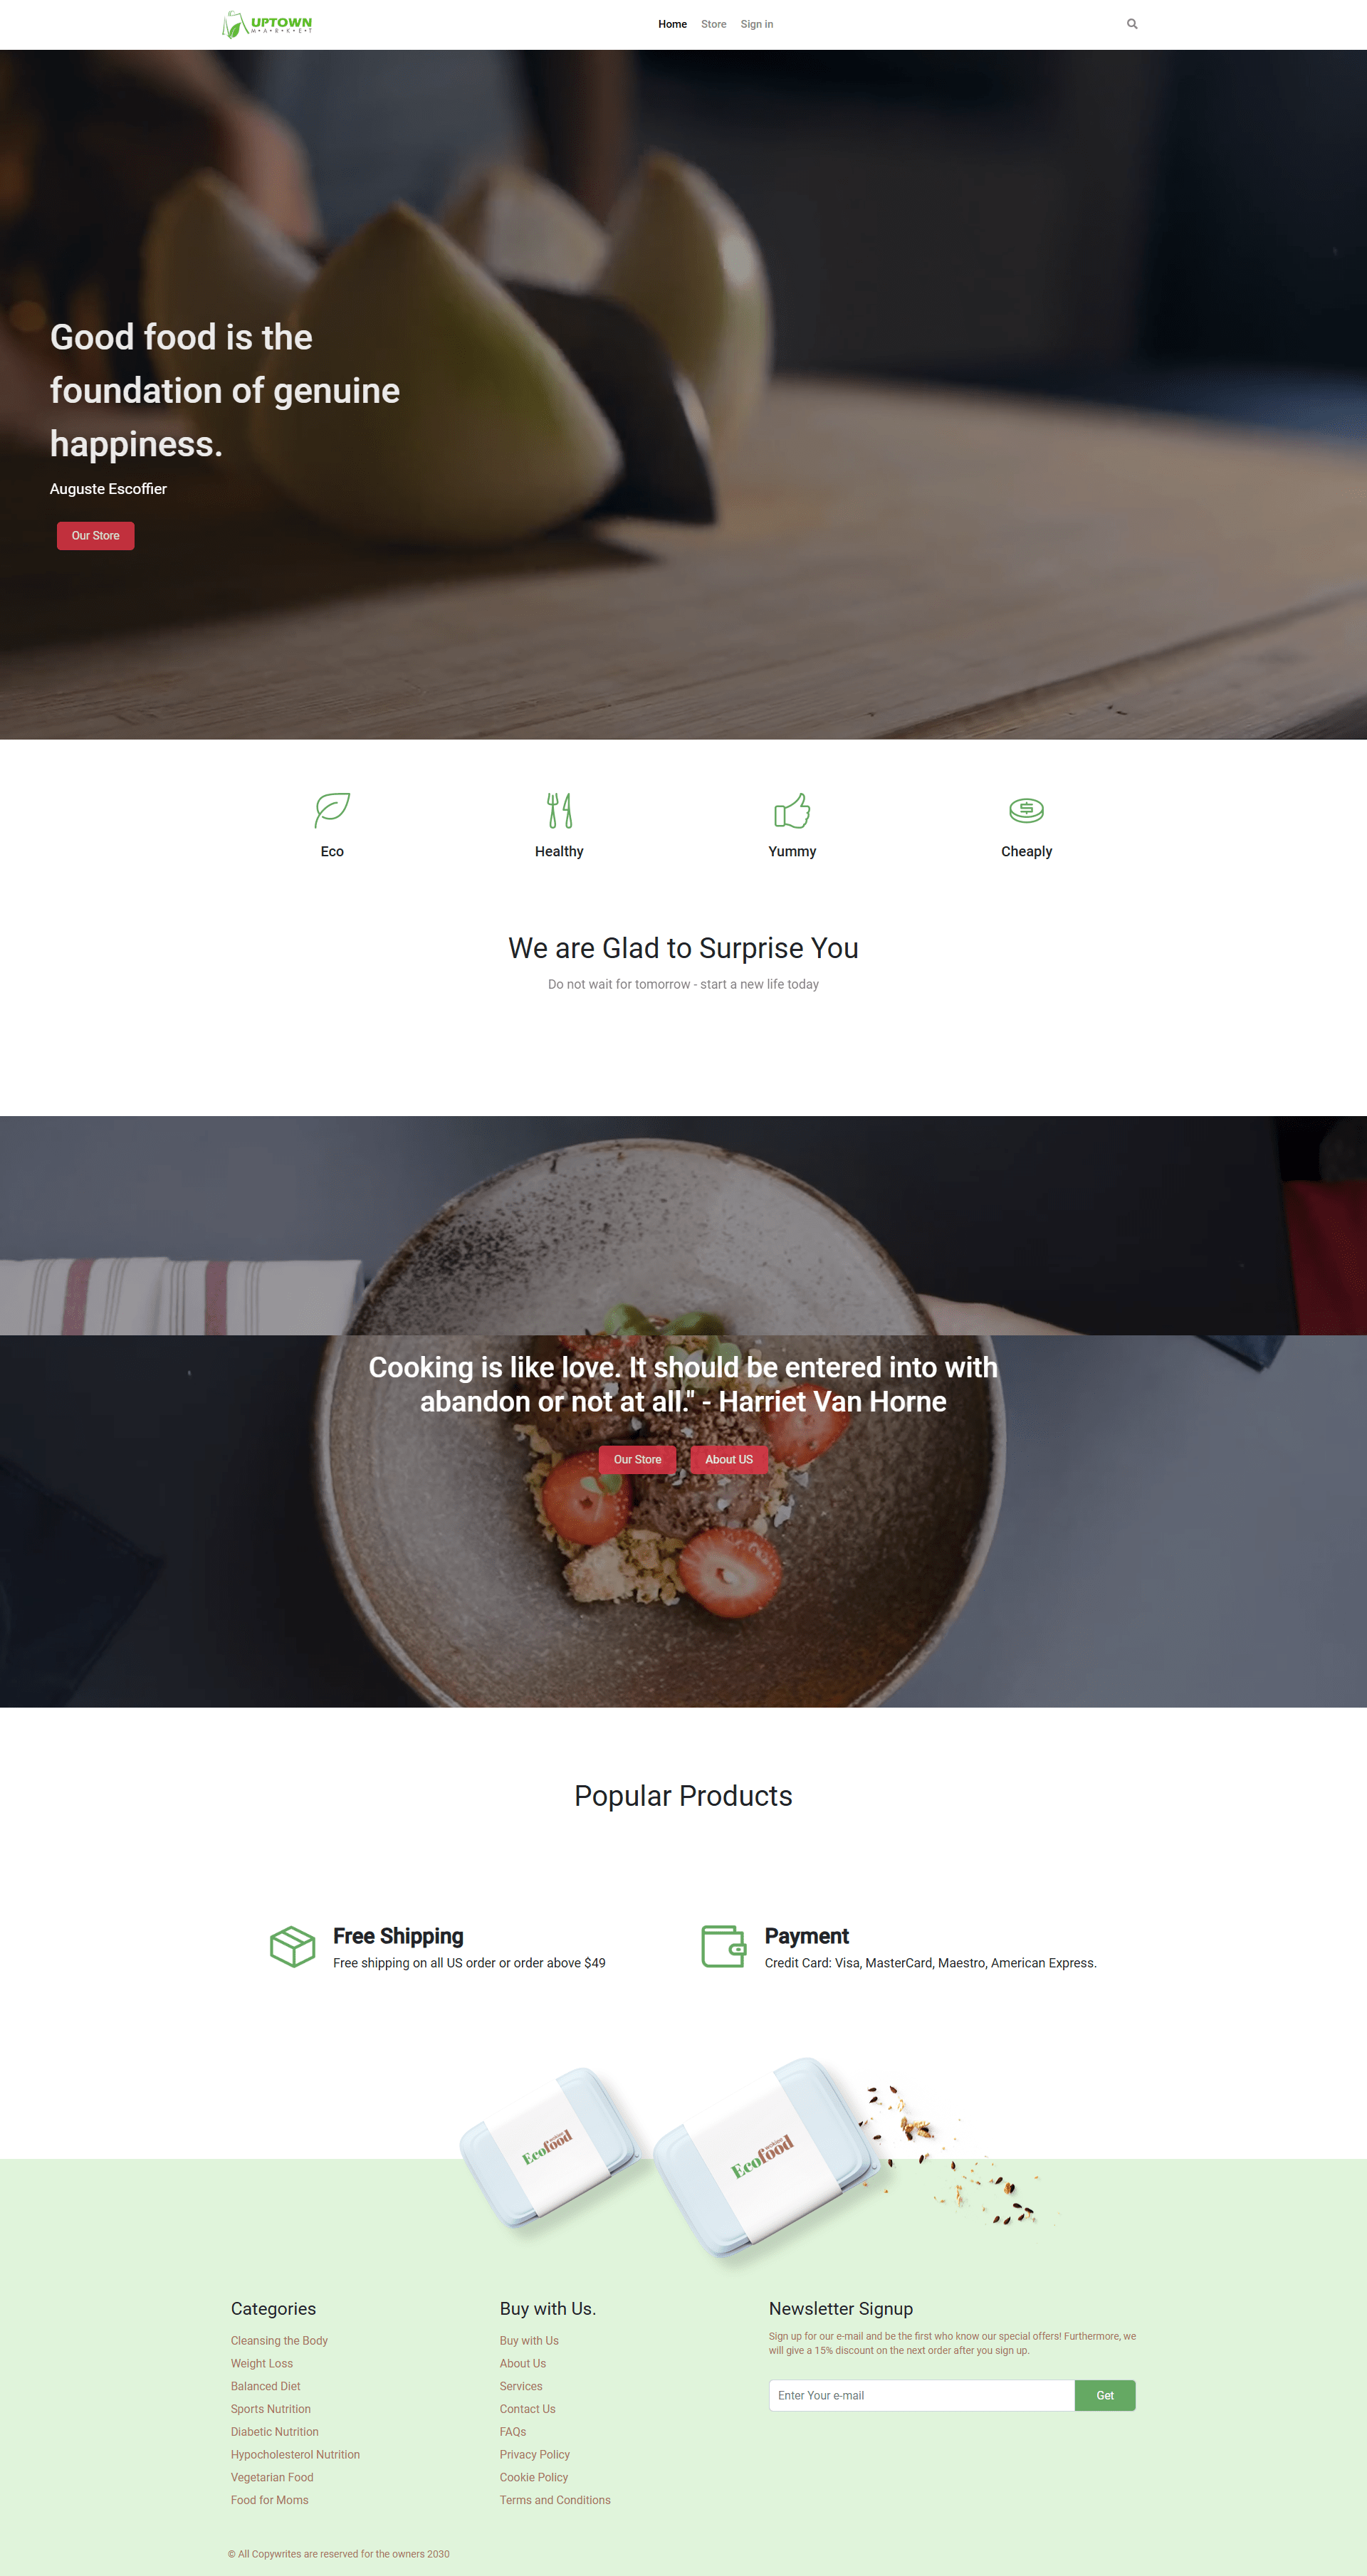 UPTOWN
M•A•R•K•E•T
Home
Store
Sign in
Good food is the
foundation of genuine
happiness.
Auguste Escoffier
Our Store
Eco
Healthy
Yummy
Cheaply
We are Glad to Surprise You
Do not wait for tomorrow - start a new life today
Cooking is like love. It should be entered into with
abandon or not at all." - Harriet Van Horne
Our Store
About US
Popular Products
Free Shipping
Free shipping on all US order or order above $49
Payment
Credit Card: Visa, MasterCard, Maestro, American Express.
Ecofood
Ecofood
Categories
Cleansing the Body
Weight Loss
Balanced Diet
Sports Nutrition
Diabetic Nutrition
Hypocholesterol Nutrition
Vegetarian Food
Food for Moms
Buy with Us.
Buy with Us
About Us
Services
Contact Us
FAQs
Privacy Policy
Cookie Policy
Terms and Conditions
Newsletter Signup
Sign up for our e-mail and be the first who know our special offers! Furthermore, we
will give a 15% discount on the next order after you sign up.
Enter Your e-mail
Get
© All Copywrites are reserved for the owners 2030